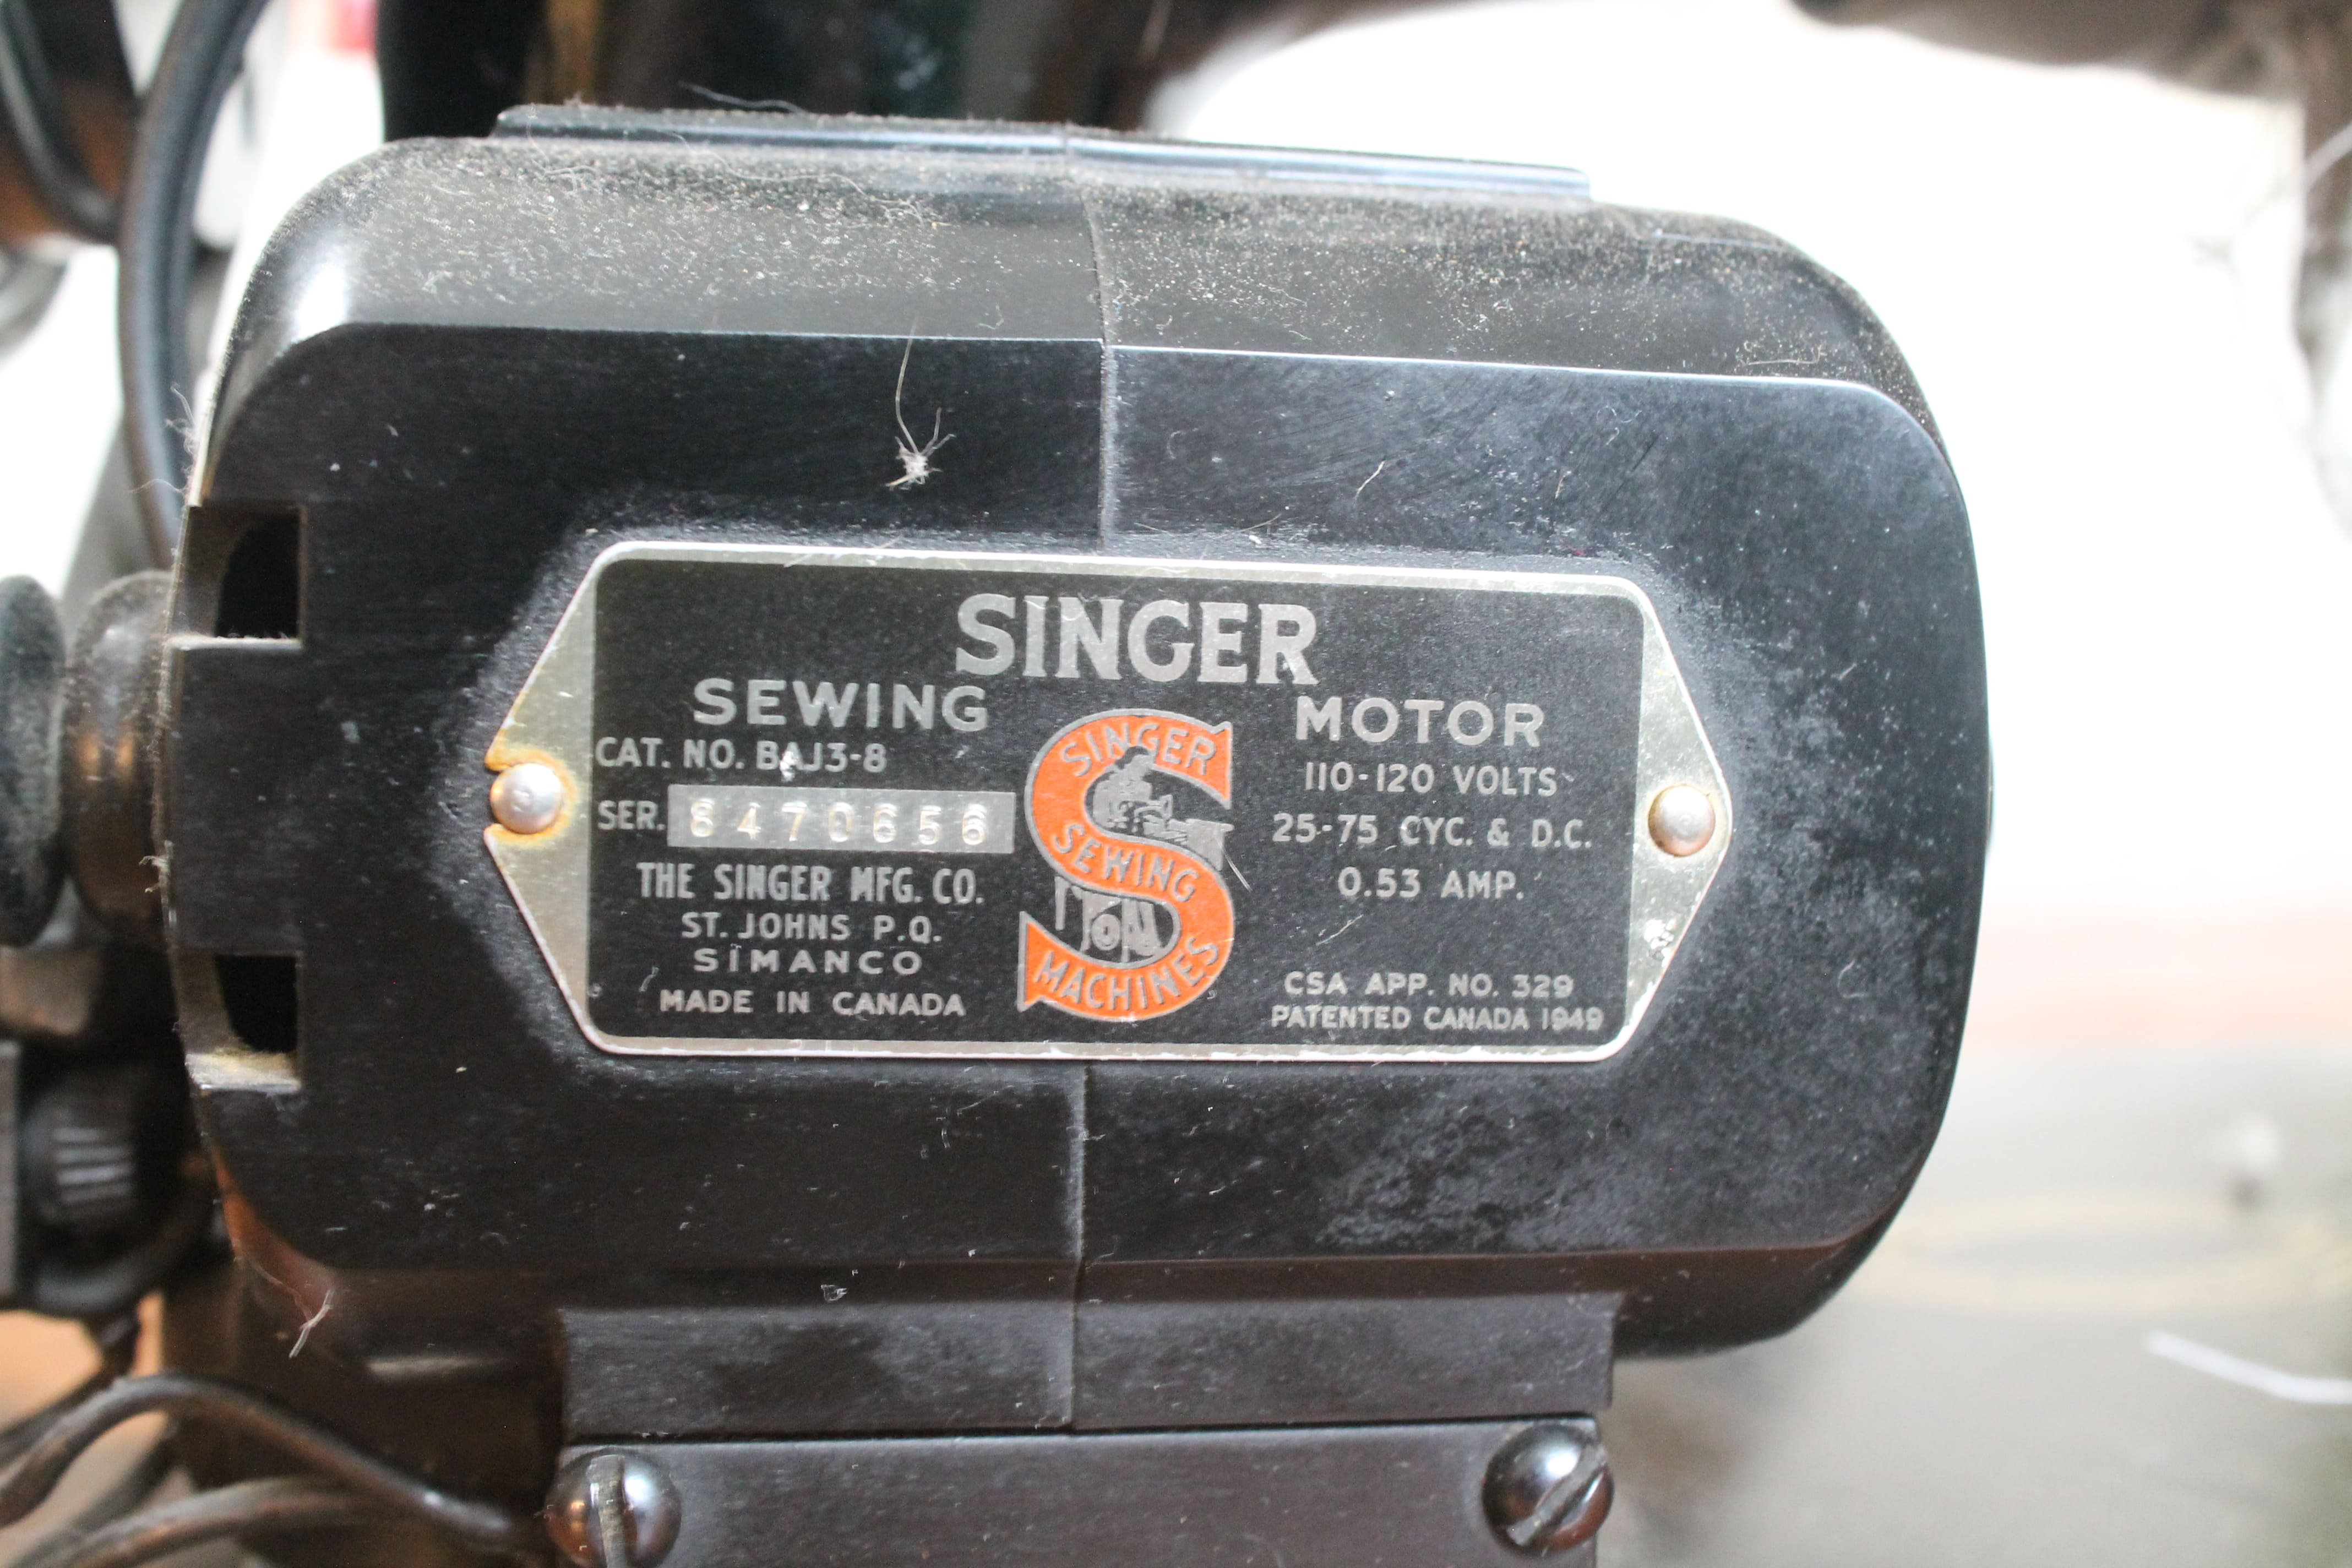 SINGER
SEWING MOTOR
CAT. NO. BAJ3-8
SER. 8470656
THE SINGER MFG. CO.
ST. JOHNS P.Q.
SIMANCO
MADE IN CANADA
SINGER
SEWING
MACHINES
110-120 VOLTS
25-75 CYC. & D.C.
0.53 AMP.
CSA APP. NO. 329
PATENTED CANADA 1949